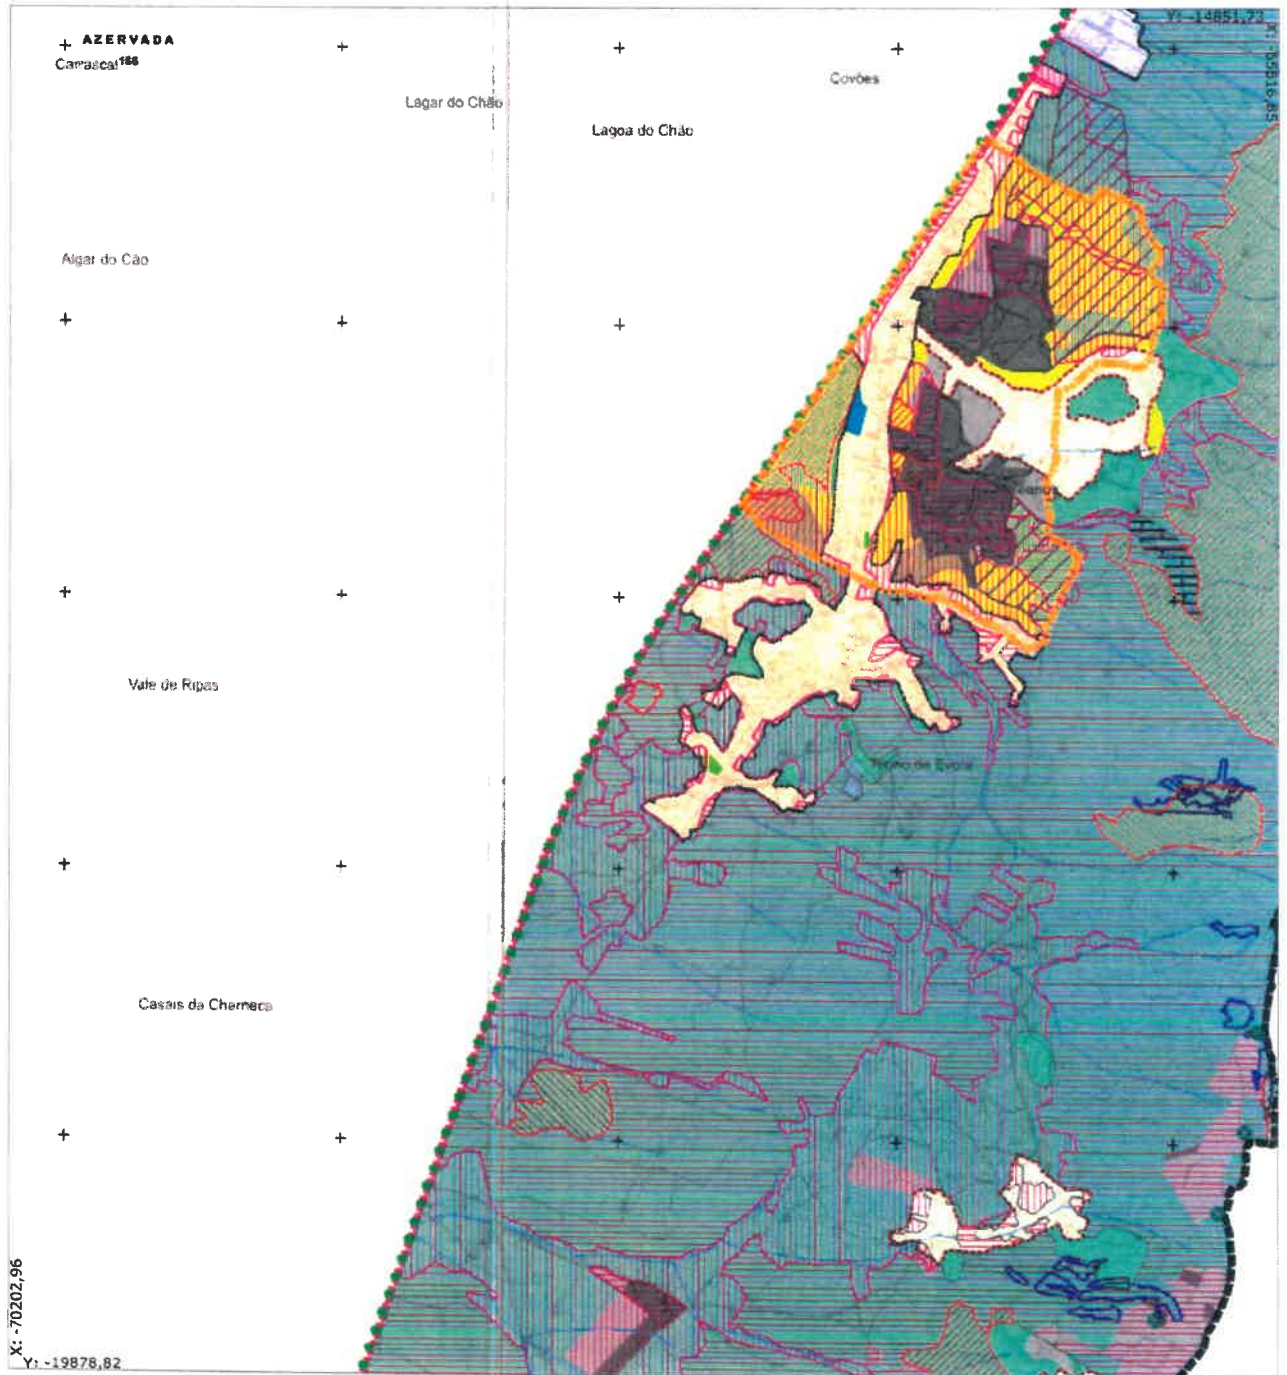 AZERVADA
Carrascal 186
Lagar do Chão
Covões
Lagoa do Chão
Y: -14851,73
Algar do Cão
Vale de Ripas
Casais da Charneca
X: -70202,96
Y: -19878,82